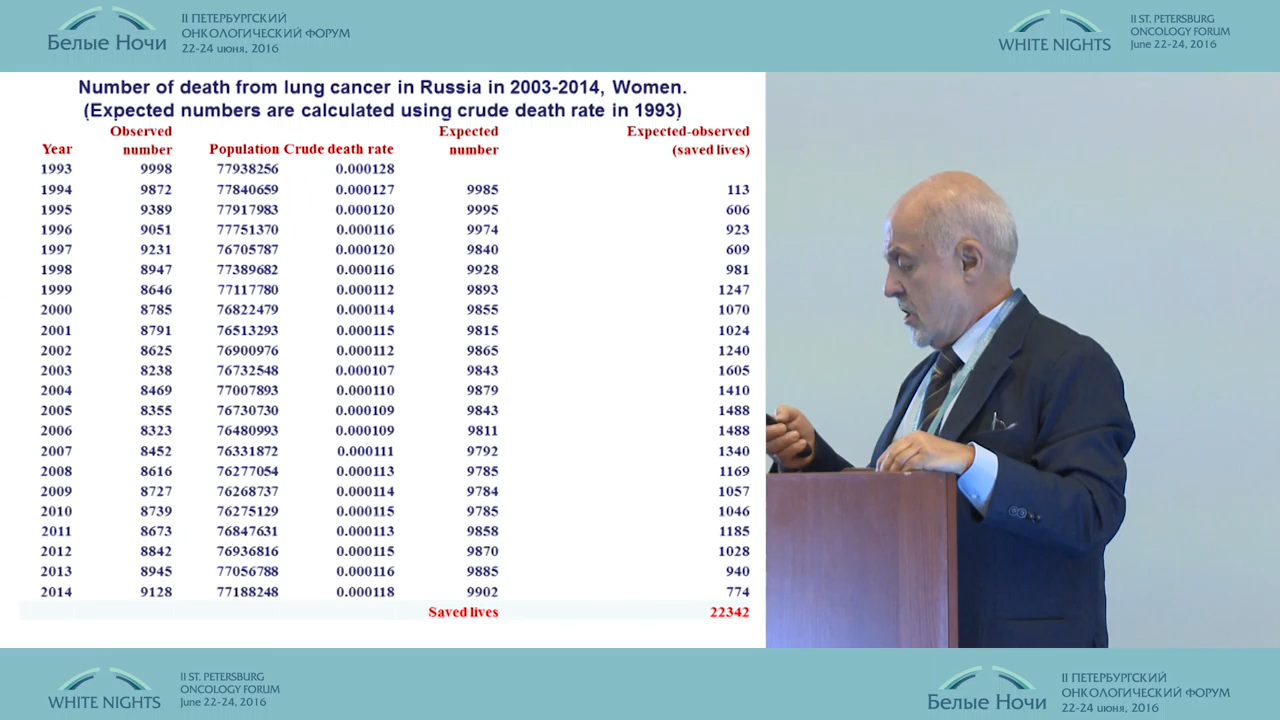 II ПЕТЕРБУРГСКИЙ
ОНКОЛОГИЧЕСКИЙ ФОРУМ
Белые Ночи
22-24 июня, 2016
II ST. PETERSBURG
ONCOLOGY FORUM
WHITE NIGHTS
June 22-24, 2016
Number of death from lung cancer in Russia in 2003-2014, Women.
(Expected numbers are calculated using crude death rate in 1993)
Year Observed number Population Crude death rate Expected number Expected-observed (saved lives)
1993 9998 77938256 0.000128
1994 9872 77840659 0.000127 9985 113
1995 9389 77917983 0.000120 9995 606
1996 9051 77751370 0.000116 9974 923
1997 9231 76705787 0.000120 9840 609
1998 8947 77389682 0.000116 9928 981
1999 8646 77117780 0.000112 9893 1247
2000 8785 76822479 0.000114 9855 1070
2001 8791 76513293 0.000115 9815 1024
2002 8625 76900976 0.000112 9865 1240
2003 8238 76732548 0.000107 9843 1605
2004 8469 77007893 0.000110 9879 1410
2005 8355 76730730 0.000109 9843 1488
2006 8323 76480993 0.000109 9811 1488
2007 8452 76331872 0.000111 9792 1340
2008 8616 76277054 0.000113 9785 1169
2009 8727 76268737 0.000114 9784 1057
2010 8739 76275129 0.000115 9785 1046
2011 8673 76847631 0.000113 9858 1185
2012 8842 76936816 0.000115 9870 1028
2013 8945 77056788 0.000116 9885 940
2014 9128 77188248 0.000118 9902 774
Saved lives 22342
II ST. PETERSBURG
ONCOLOGY FORUM
WHITE NIGHTS
June 22-24, 2016
II ПЕТЕРБУРГСКИЙ
ОНКОЛОГИЧЕСКИЙ ФОРУМ
Белые Ночи
22-24 июня, 2016